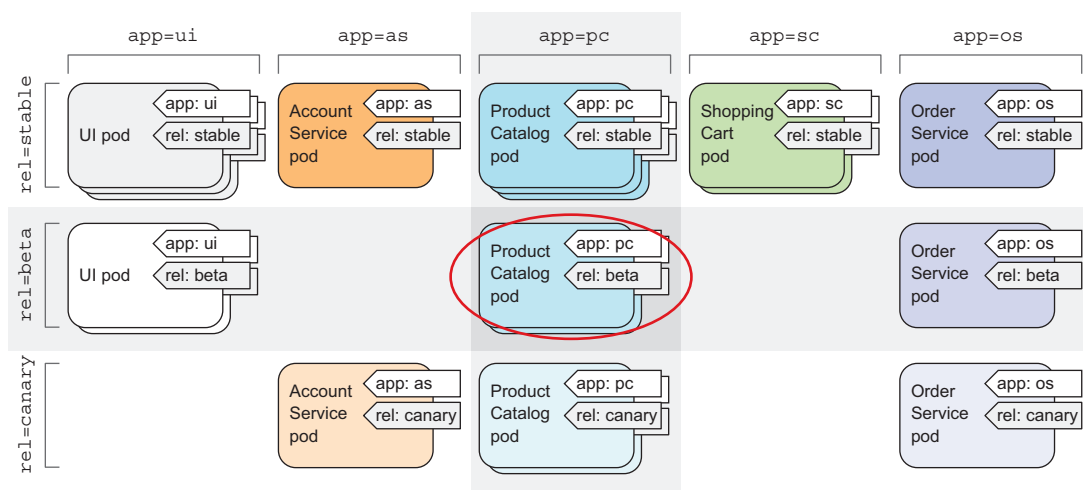 app=ui
app=as
app=pc
app=sc
app=os
rel=stable
UI pod
app: ui
rel: stable
Account
Service
pod
app: as
rel: stable
Product
Catalog
pod
app: pc
rel: stable
Shopping
Cart
pod
app: sc
rel: stable
Order
Service
pod
app: os
rel: stable
rel=beta
UI pod
app: ui
rel: beta
Product
Catalog
pod
app: pc
rel: beta
Order
Service
pod
app: os
rel: beta
rel=canary
Account
Service
pod
app: as
rel: canary
Product
Catalog
pod
app: pc
rel: canary
Order
Service
pod
app: os
rel: canary